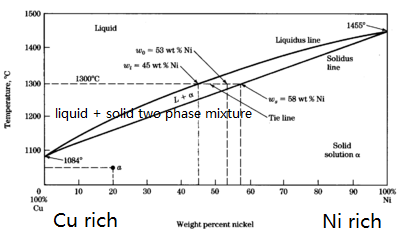 1500
1400
1300
1200
1100
1000
Temperature, °C
Liquid
1455°
Liquidus line
Solidus
line
w₀ = 53 wt % Ni
wₗ = 45 wt % Ni
1300°C
L + α
wₛ = 58 wt % Ni
Tie line
liquid + solid two phase mixture
Solid
solution α
1084°
a
0 10 20 30 40 50 60 70 80 90 100
100% 100%
Cu Ni
Weight percent nickel
Cu rich
Ni rich